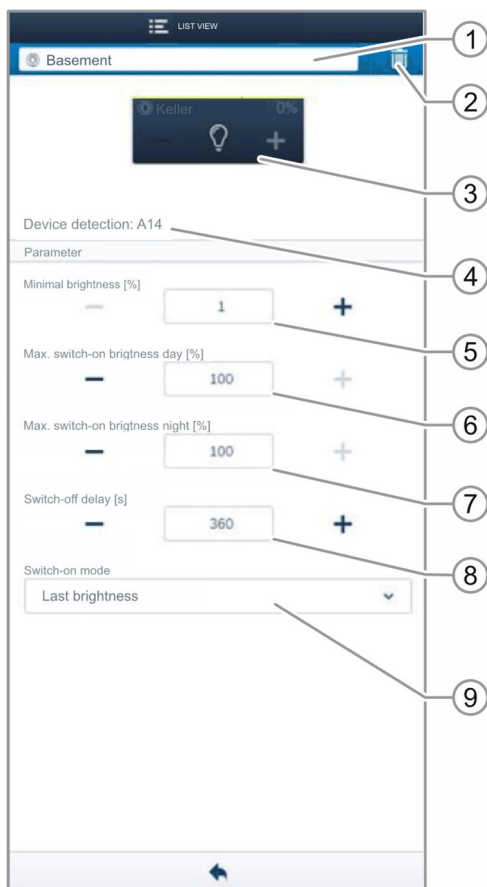 LIST VIEW
1
Basement
2
Keller 0%
3
Device detection: A14
4
Parameter
Minimal brightness [%]
1
5
Max. switch-on brigtness day [%]
100
6
Max. switch-on brigtness night [%]
100
7
Switch-off delay [s]
360
8
Switch-on mode
Last brightness
9